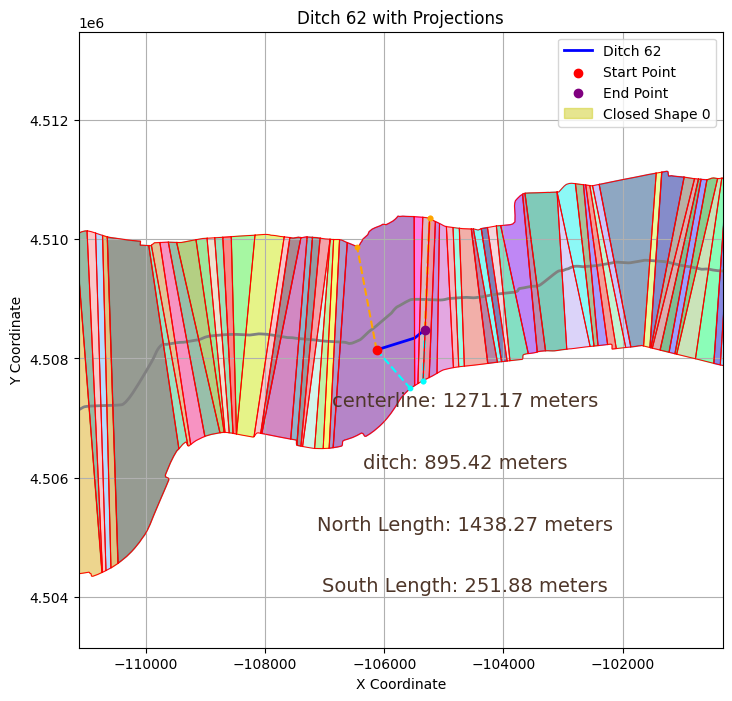 Ditch 62 with Projections
1e6
Ditch 62
Start Point
End Point
Closed Shape 0
4.512
4.510
4.508
4.506
4.504
Y Coordinate
centerline: 1271.17 meters
ditch: 895.42 meters
North Length: 1438.27 meters
South Length: 251.88 meters
−110000
−108000
−106000
−104000
−102000
X Coordinate